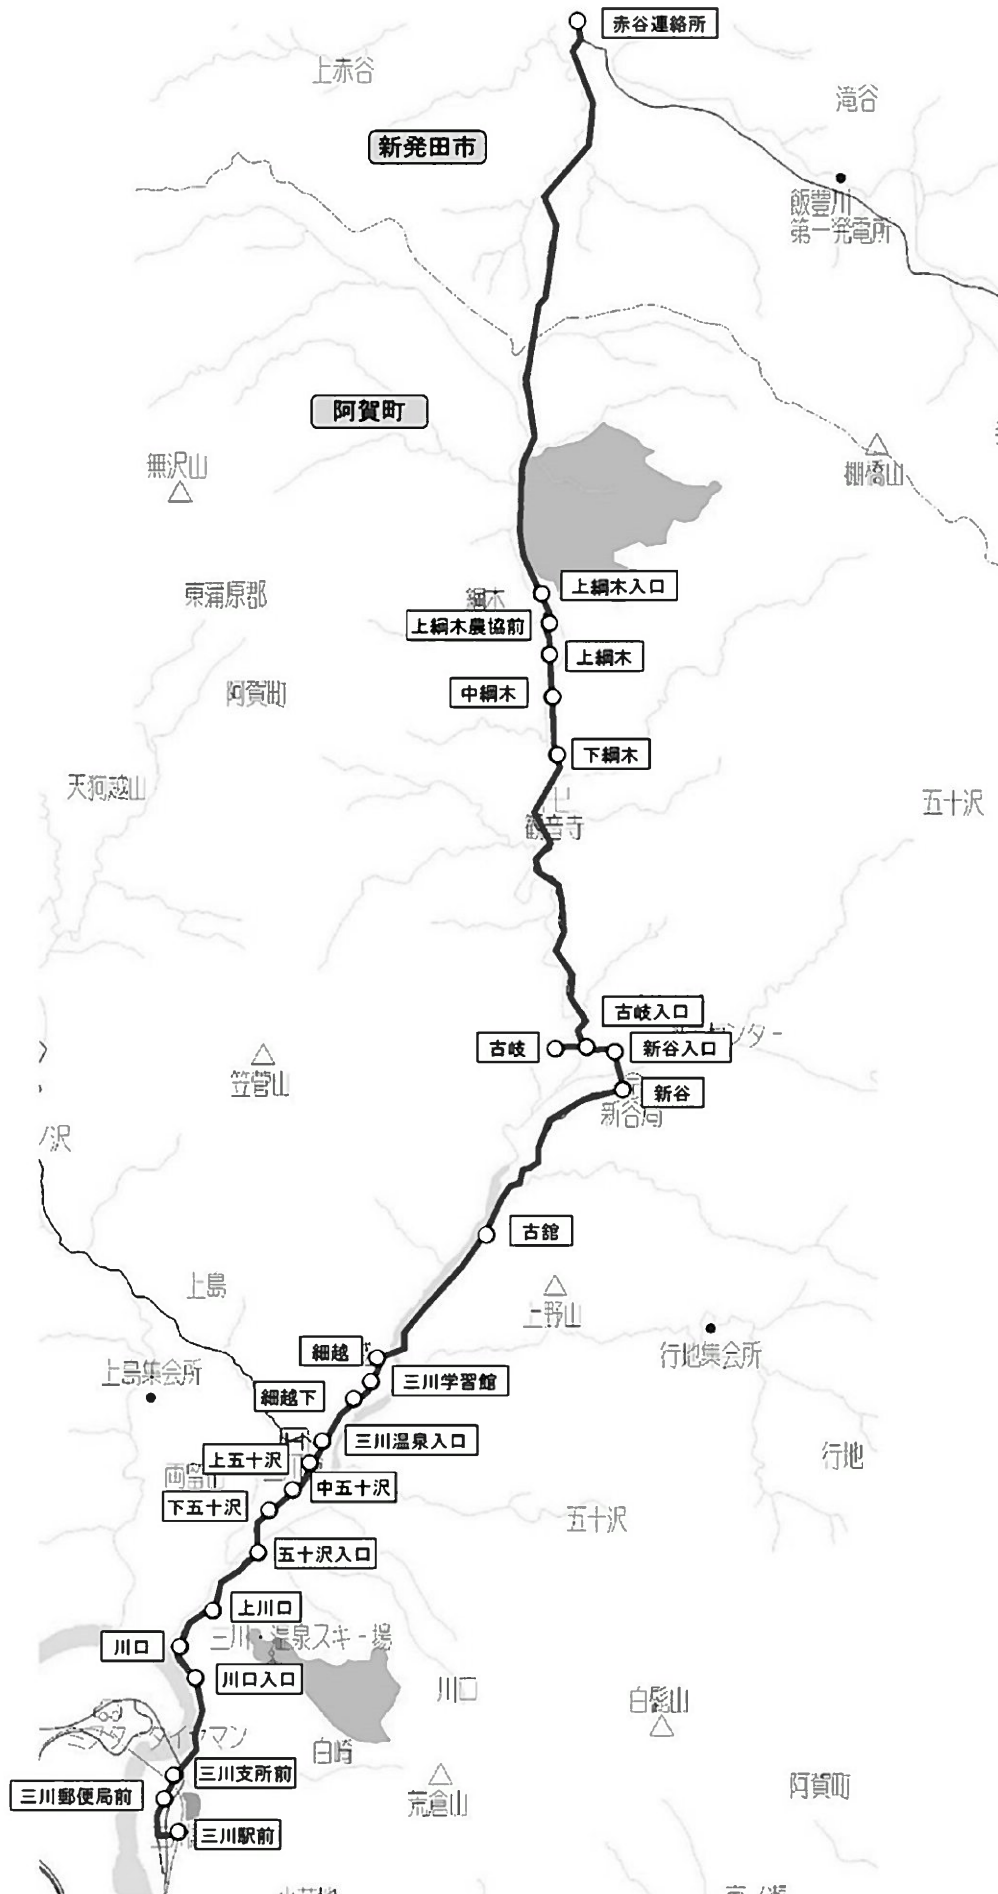 赤谷連絡所
上赤谷
滝谷
新発田市
飯豊川
第一発電所
阿賀町
無沢山
棚橋山
上綱木入口
東蒲原郡
綱木
上綱木農協前
上綱木
阿賀町
中綱木
下綱木
天狗越山
五十沢
観音寺
古岐入口
ンター
古岐
新谷入口
笠菅山
新谷
新谷局
ノ沢
古舘
上島
上野山
細越
行地集会所
上島集会所
三川学習館
細越下
三川温泉入口
上五十沢
行地
中五十沢
下五十沢
五十沢
五十沢入口
上川口
三川・温泉スキー場
川口
川口入口
川口
白髭山
白崎
三川支所前
阿賀町
三川郵便局前
荒倉山
三川駅前